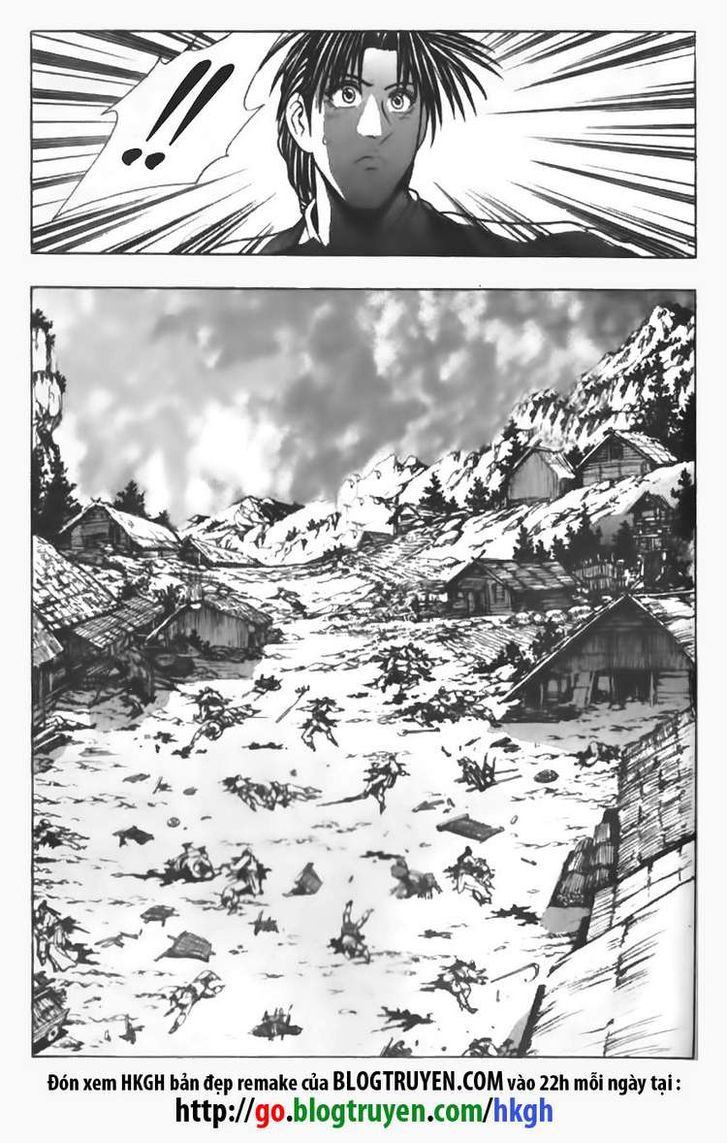 !!
Đón xem HKGH bản đẹp remake của BLOGTRUYEN.COM vào 22h mỗi ngày tại :
http://go.blogtruyen.com/hkgh